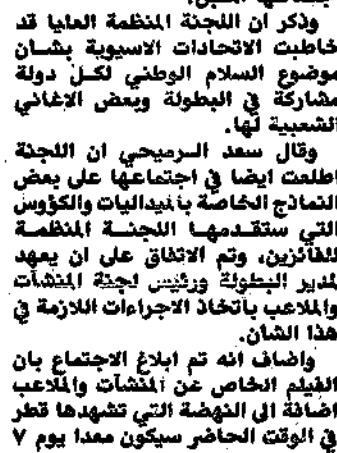 وذكر ان اللجنة المنظمة العليا قد
خاطبت الاتحادات الاسيوية بشان
موضوع السلام الوطني لكل دولة
مشاركة في البطولة وبعض الاغاني
الشعبية لها.
وقال سعد الرميحي ان اللجنة
اطلعت ايضا في اجتماعها على بعض
النماذج الخاصة بالميداليات والكؤوس
التي ستقدمها اللجنة المنظمة
للفائزين، وتم الاتفاق على ان يعهد
لمدير البطولة ورئيس لجنة المنشآت
والملاعب باتخاذ الاجراءات اللازمة في
هذا الشان.
واضاف انه تم ابلاغ الاجتماع بان
الفيلم الخاص عن المنشآت والملاعب
اضافة الى النهضة التي تشهدها قطر
في الوقت الحاضر سيكون معدا يوم ٧